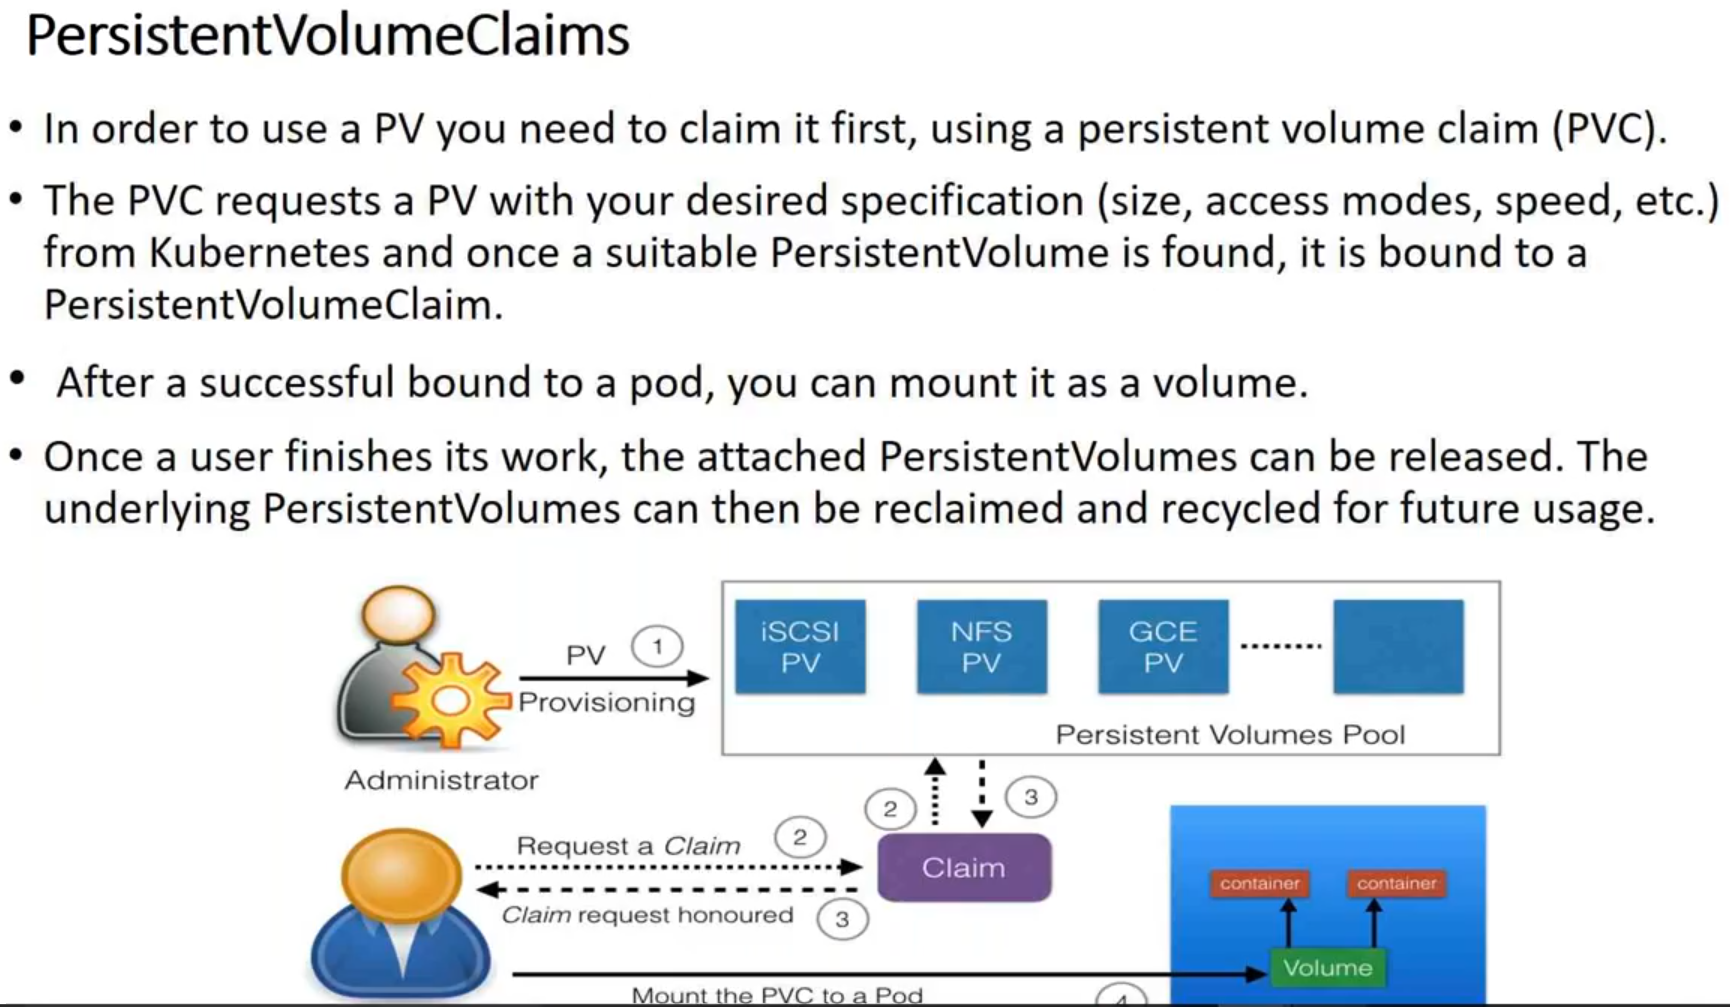 PersistentVolumeClaims
• In order to use a PV you need to claim it first, using a persistent volume claim (PVC).
• The PVC requests a PV with your desired specification (size, access modes, speed, etc.)
from Kubernetes and once a suitable PersistentVolume is found, it is bound to a
PersistentVolumeClaim.
• After a successful bound to a pod, you can mount it as a volume.
• Once a user finishes its work, the attached PersistentVolumes can be released. The
underlying PersistentVolumes can then be reclaimed and recycled for future usage.
PV 1
Provisioning
Administrator
iSCSI
PV
NFS
PV
GCE
PV
Persistent Volumes Pool
2
3
Request a Claim 2
Claim request honoured 3
Claim
container
container
Volume
Mount the PVC to a Pod
4